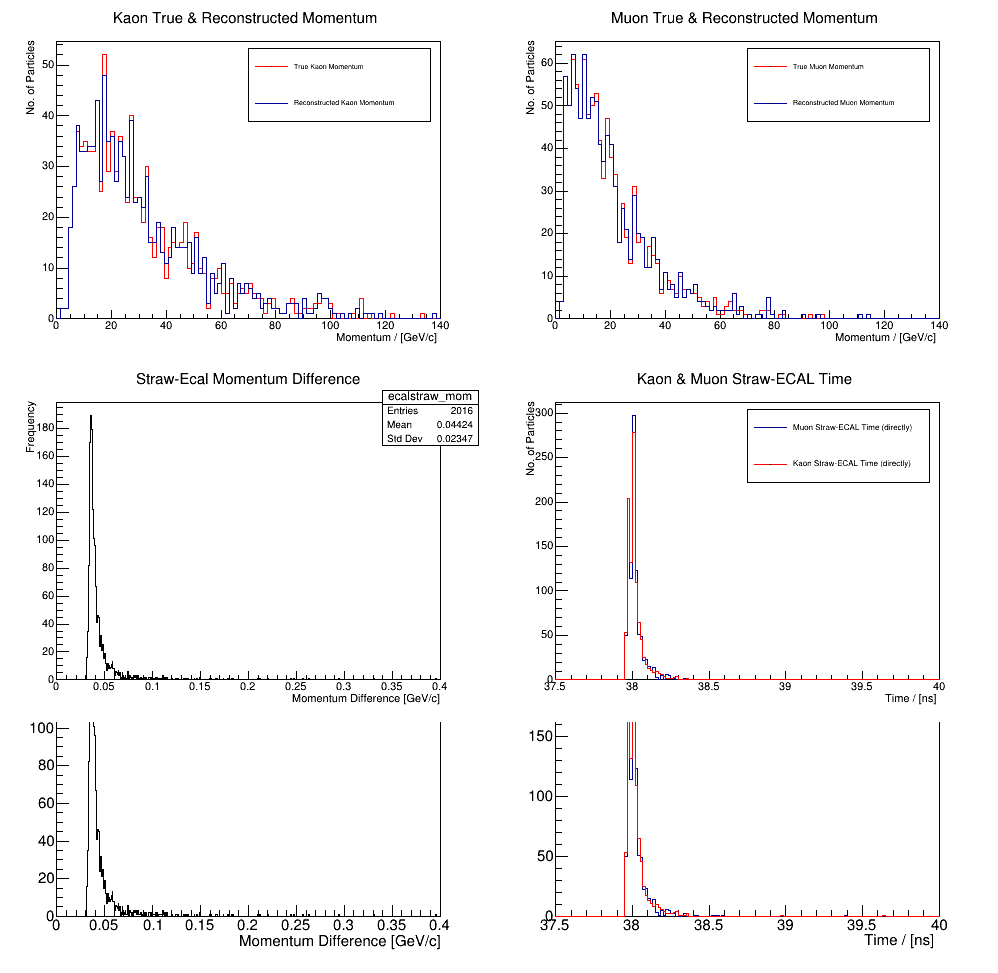 Kaon True & Reconstructed Momentum
No. of Particles
50
40
30
20
10
0
True Kaon Momentum
Reconstructed Kaon Momentum
0 20 40 60 80 100 120 140
Momentum / [GeV/c]
Muon True & Reconstructed Momentum
No. of Particles
60
50
40
30
20
10
0
True Muon Momentum
Reconstructed Muon Momentum
0 20 40 60 80 100 120 140
Momentum / [GeV/c]
Straw-Ecal Momentum Difference
Frequency
180
160
140
120
100
80
60
40
20
0
ecalstraw_mom
Entries 2016
Mean 0.04424
Std Dev 0.02347
0 0.05 0.1 0.15 0.2 0.25 0.3 0.35 0.4
Momentum Difference [GeV/c]
Kaon & Muon Straw-ECAL Time
No. of Particles
300
250
200
150
100
50
0
Muon Straw-ECAL Time (directly)
Kaon Straw-ECAL Time (directly)
37.5 38 38.5 39 39.5 40
Time / [ns]
100
80
60
40
20
0
0 0.05 0.1 0.15 0.2 0.25 0.3 0.35 0.4
Momentum Difference [GeV/c]
150
100
50
0
37.5 38 38.5 39 39.5 40
Time / [ns]